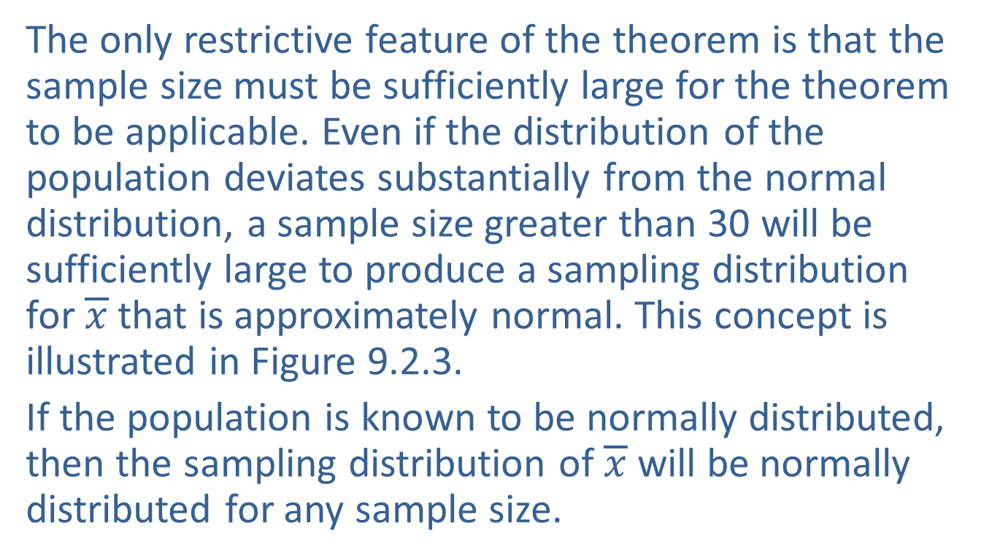 The only restrictive feature of the theorem is that the
sample size must be sufficiently large for the theorem
to be applicable. Even if the distribution of the
population deviates substantially from the normal
distribution, a sample size greater than 30 will be
sufficiently large to produce a sampling distribution
for x̅ that is approximately normal. This concept is
illustrated in Figure 9.2.3.
If the population is known to be normally distributed,
then the sampling distribution of x̅ will be normally
distributed for any sample size.